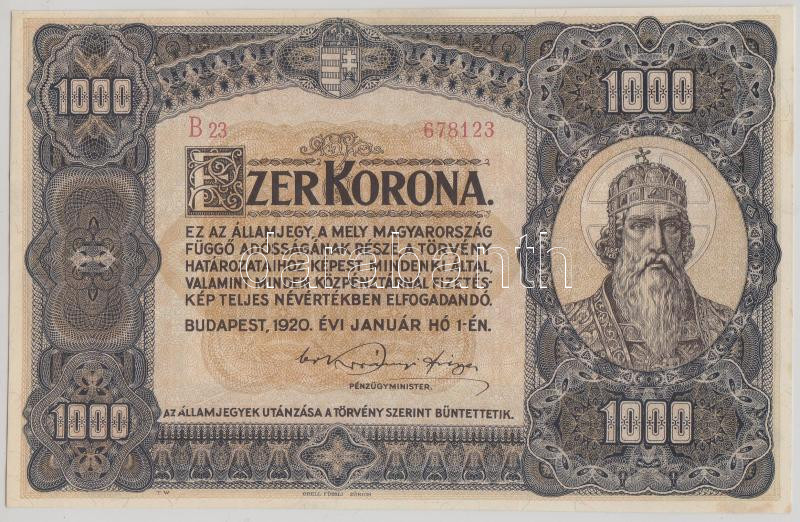 1000
1000
B 23 678123
EZER KORONA.
EZ AZ ÁLLAMJEGY, A MELY MAGYARORSZÁG
FÜGGŐ ADÓSSÁGÁNAK RÉSZE A TÖRVÉNY
HATÁROZATAIHOZ KÉPEST MINDENKI ÁLTAL,
VALAMINT MINDEN KÖZPÉNZTÁRNÁL FIZETÉS-
KÉP TELJES NÉVÉRTÉKBEN ELFOGADANDÓ.
BUDAPEST, 1920. ÉVI JANUÁR HÓ 1-ÉN.
PÉNZÜGYMINISTER.
AZ ÁLLAMJEGYEK UTÁNZÁSA A TÖRVÉNY SZERINT BÜNTETTETIK.
1000
1000
T.W.
ORELL FÜSSLI ZÜRICH